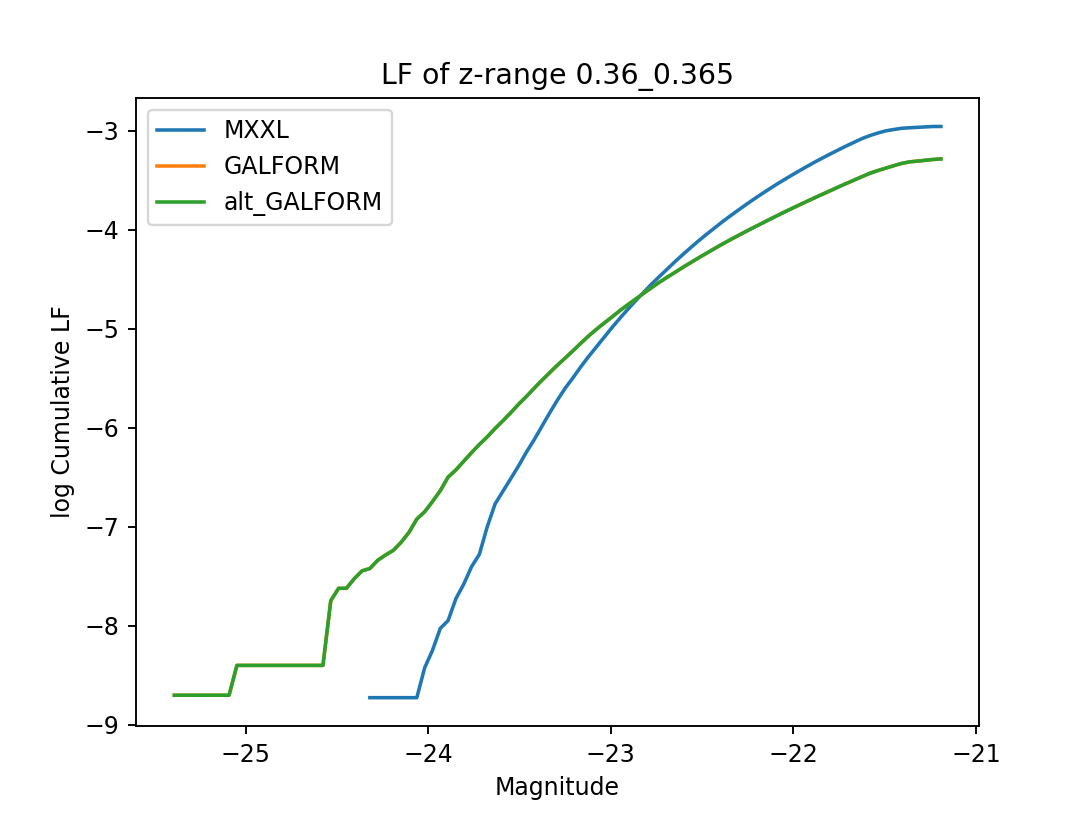 LF of z-range 0.36_0.365
MXXL
GALFORM
alt_GALFORM
−3
−4
−5
−6
−7
−8
−9
log Cumulative LF
−25
−24
−23
−22
−21
Magnitude